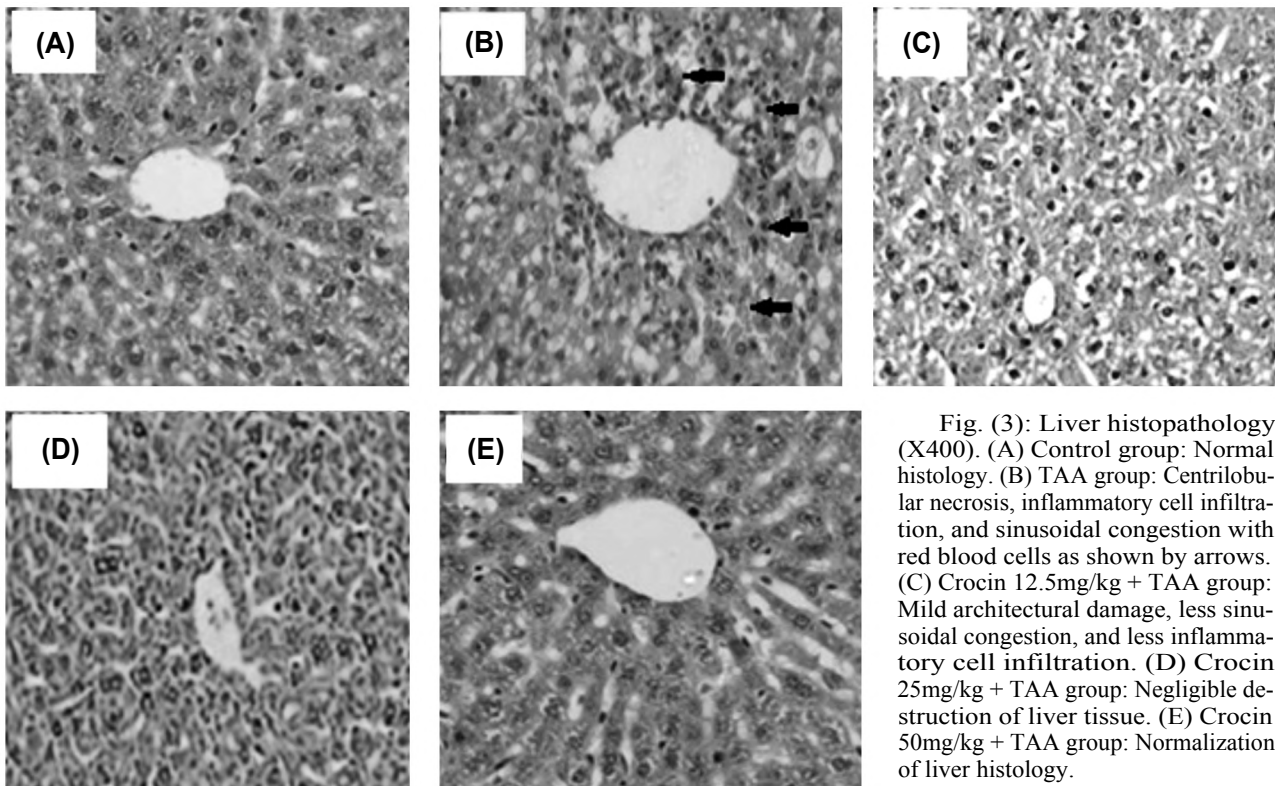 (A)
(B)
(C)
(D)
(E)
Fig. (3): Liver histopathology
(X400). (A) Control group: Normal
histology. (B) TAA group: Centrilobu-
lar necrosis, inflammatory cell infiltra-
tion, and sinusoidal congestion with
red blood cells as shown by arrows.
(C) Crocin 12.5mg/kg + TAA group:
Mild architectural damage, less sinu-
soidal congestion, and less inflamma-
tory cell infiltration. (D) Crocin
25mg/kg + TAA group: Negligible de-
struction of liver tissue. (E) Crocin
50mg/kg + TAA group: Normalization
of liver histology.